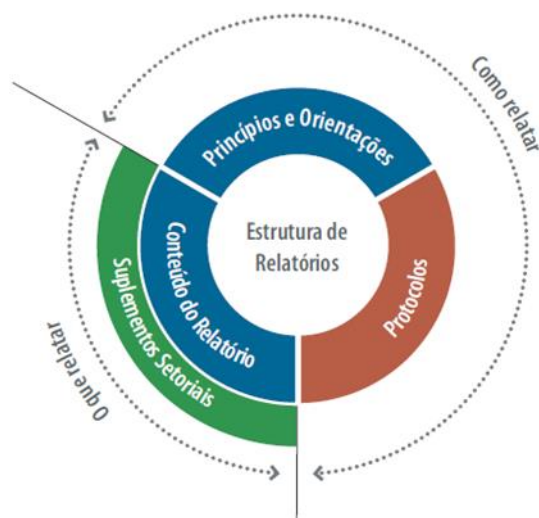 Como relatar
Princípios e Orientações
Estrutura de
Relatórios
Protocolos
Conteúdo do Relatório
Suplementos Setoriais
O que relatar